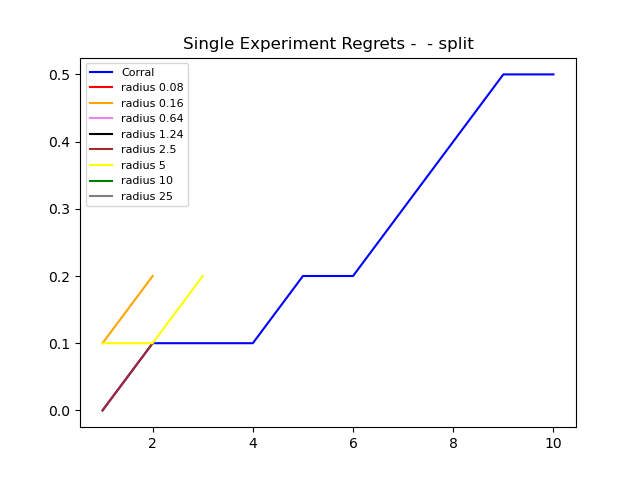 Single Experiment Regrets -  - split
Corral
radius 0.08
radius 0.16
radius 0.64
radius 1.24
radius 2.5
radius 5
radius 10
radius 25
0.5
0.4
0.3
0.2
0.1
0.0
2 4 6 8 10